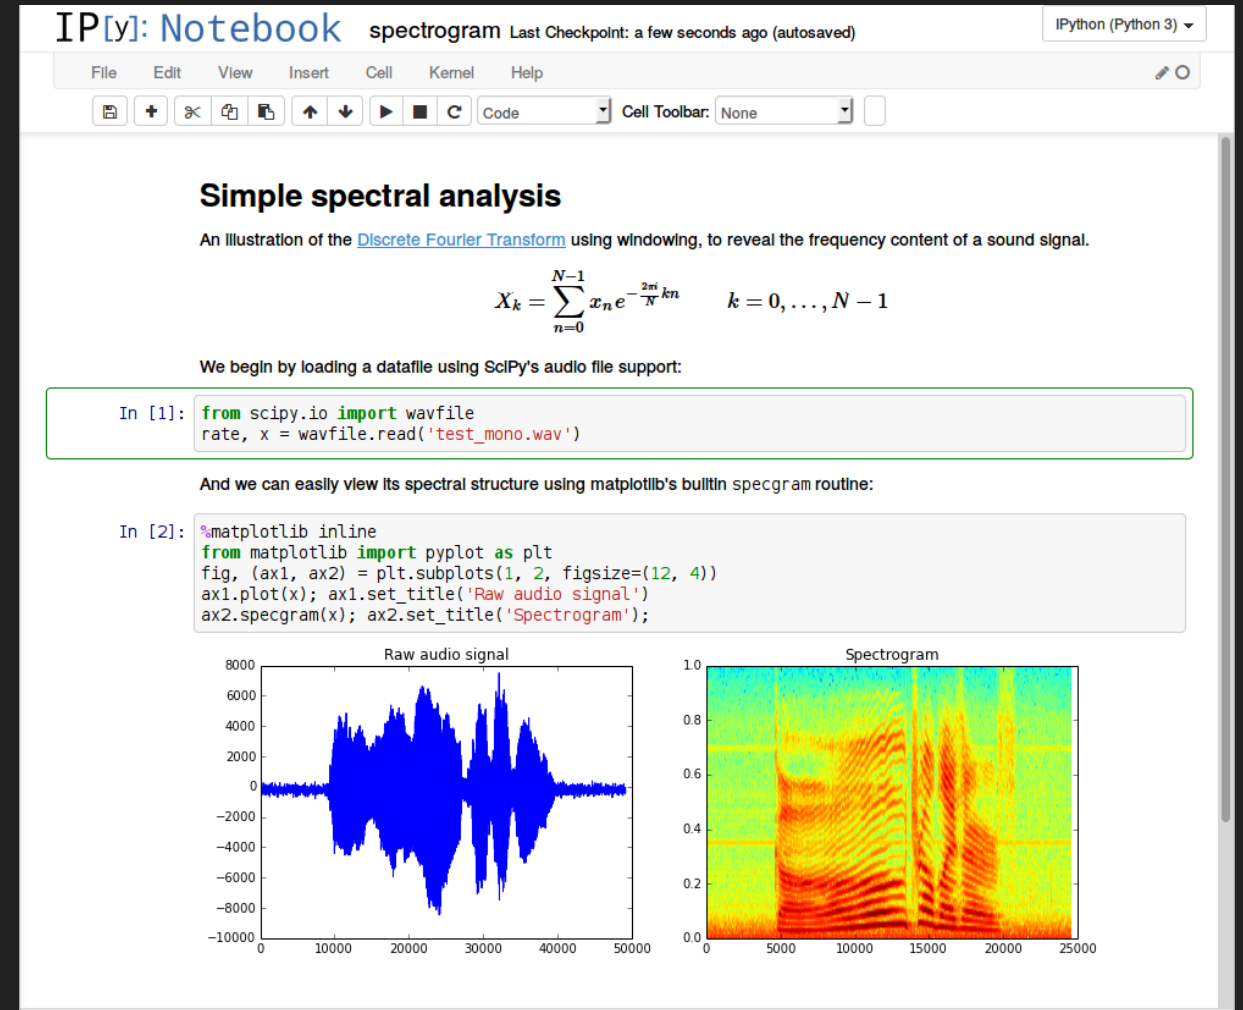 IP[y]: Notebook spectrogram Last Checkpoint: a few seconds ago (autosaved) IPython (Python 3)
File Edit View Insert Cell Kernel Help
Code Cell Toolbar: None
Simple spectral analysis
An illustration of the Discrete Fourier Transform using windowing, to reveal the frequency content of a sound signal.
X_k = \sum_{n=0}^{N-1} x_n e^{-\frac{2\pi i}{N} kn} k = 0, \ldots, N − 1
We begin by loading a datafile using SciPy's audio file support:
In [1]: from scipy.io import wavfile
rate, x = wavfile.read('test_mono.wav')
And we can easily view its spectral structure using matplotlib's builtin specgram routine:
In [2]: %matplotlib inline
from matplotlib import pyplot as plt
fig, (ax1, ax2) = plt.subplots(1, 2, figsize=(12, 4))
ax1.plot(x); ax1.set_title('Raw audio signal')
ax2.specgram(x); ax2.set_title('Spectrogram');
Raw audio signal
8000
6000
4000
2000
0
−2000
−4000
−6000
−8000
−10000
0 10000 20000 30000 40000 50000
Spectrogram
1.0
0.8
0.6
0.4
0.2
0.0
0 5000 10000 15000 20000 25000